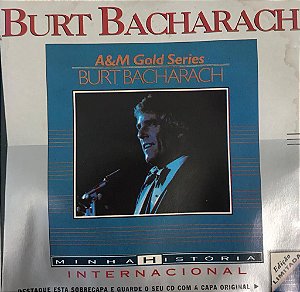 BURT BACHARACH
A&M Gold Series
BURT BACHARACH
MINHA HISTÓRIA
INTERNACIONAL
Edição
LIMITADA
DESTAQUE ESTA SOBRECAPA E GUARDE O SEU CD COM A CAPA ORIGINAL ▶